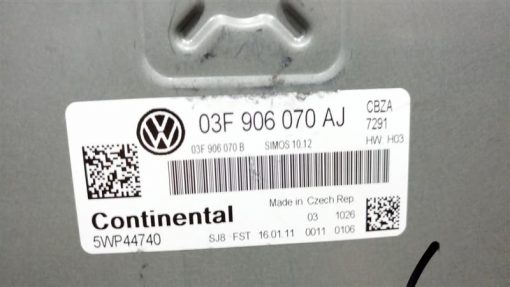 03F 906 070 AJ
CBZA
7291
03F 906 070 B SIMOS 10.12
HW H03
Made in Czech Rep.
Continental
03 1026
5WP44740
SJ8 FST 16.01.11 0011 0106